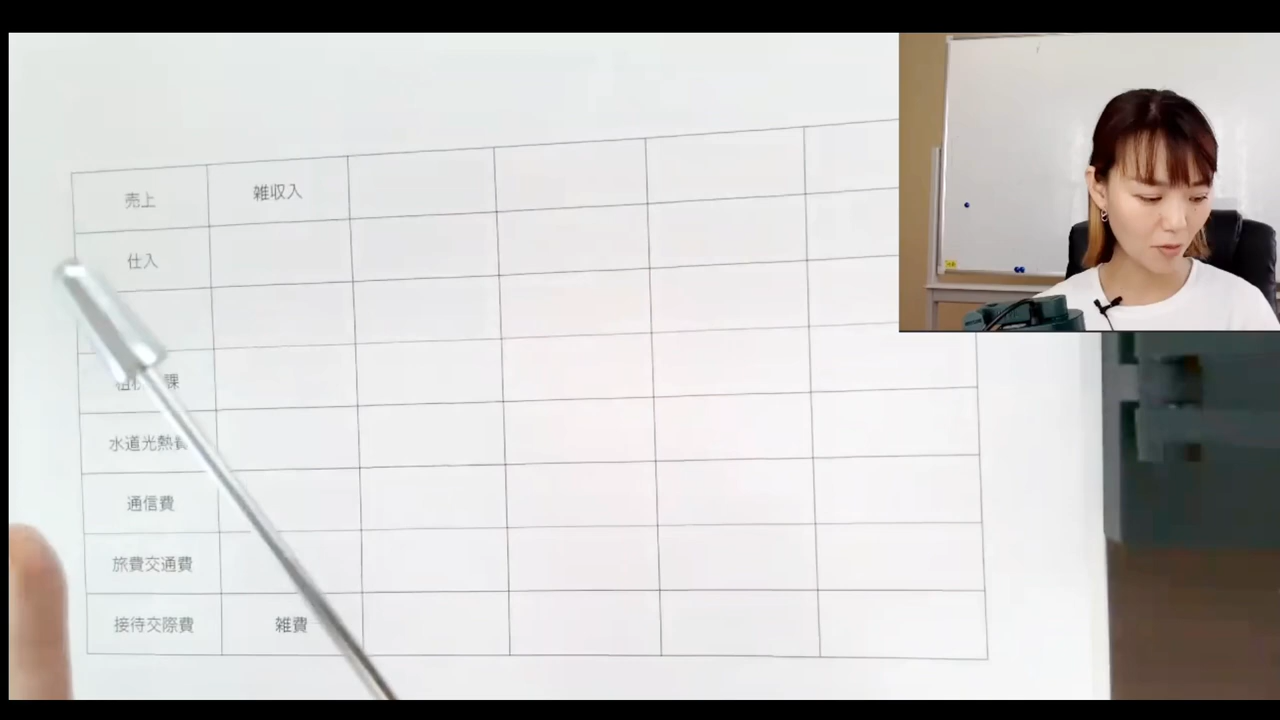 売上 雑収入
仕入
水道光熱費
通信費
旅費交通費
接待交際費 雑費